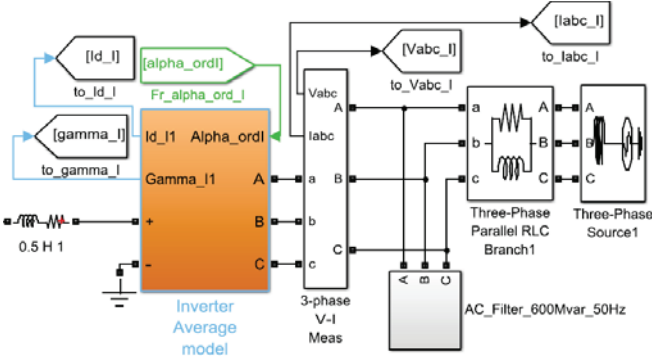 [Iabc_I]
to_Iabc_I
[Id_I]
to_Id_I
[alpha_ordI]
Fr_alpha_ord_I
[Vabc_I]
to_Vabc_I
[gamma_I]
to_gamma_I
Id_I1 Alpha_ordI
Gamma_I1
A
B
C
+
-
Inverter
Average
model
0.5 H 1
Vabc
Iabc
A
B
C
a
b
c
3-phase
V-I
Meas
a A
b B
c C
Three-Phase
Parallel RLC
Branch1
A
B
C
Three-Phase
Source1
A B C
AC_Filter_600Mvar_50Hz